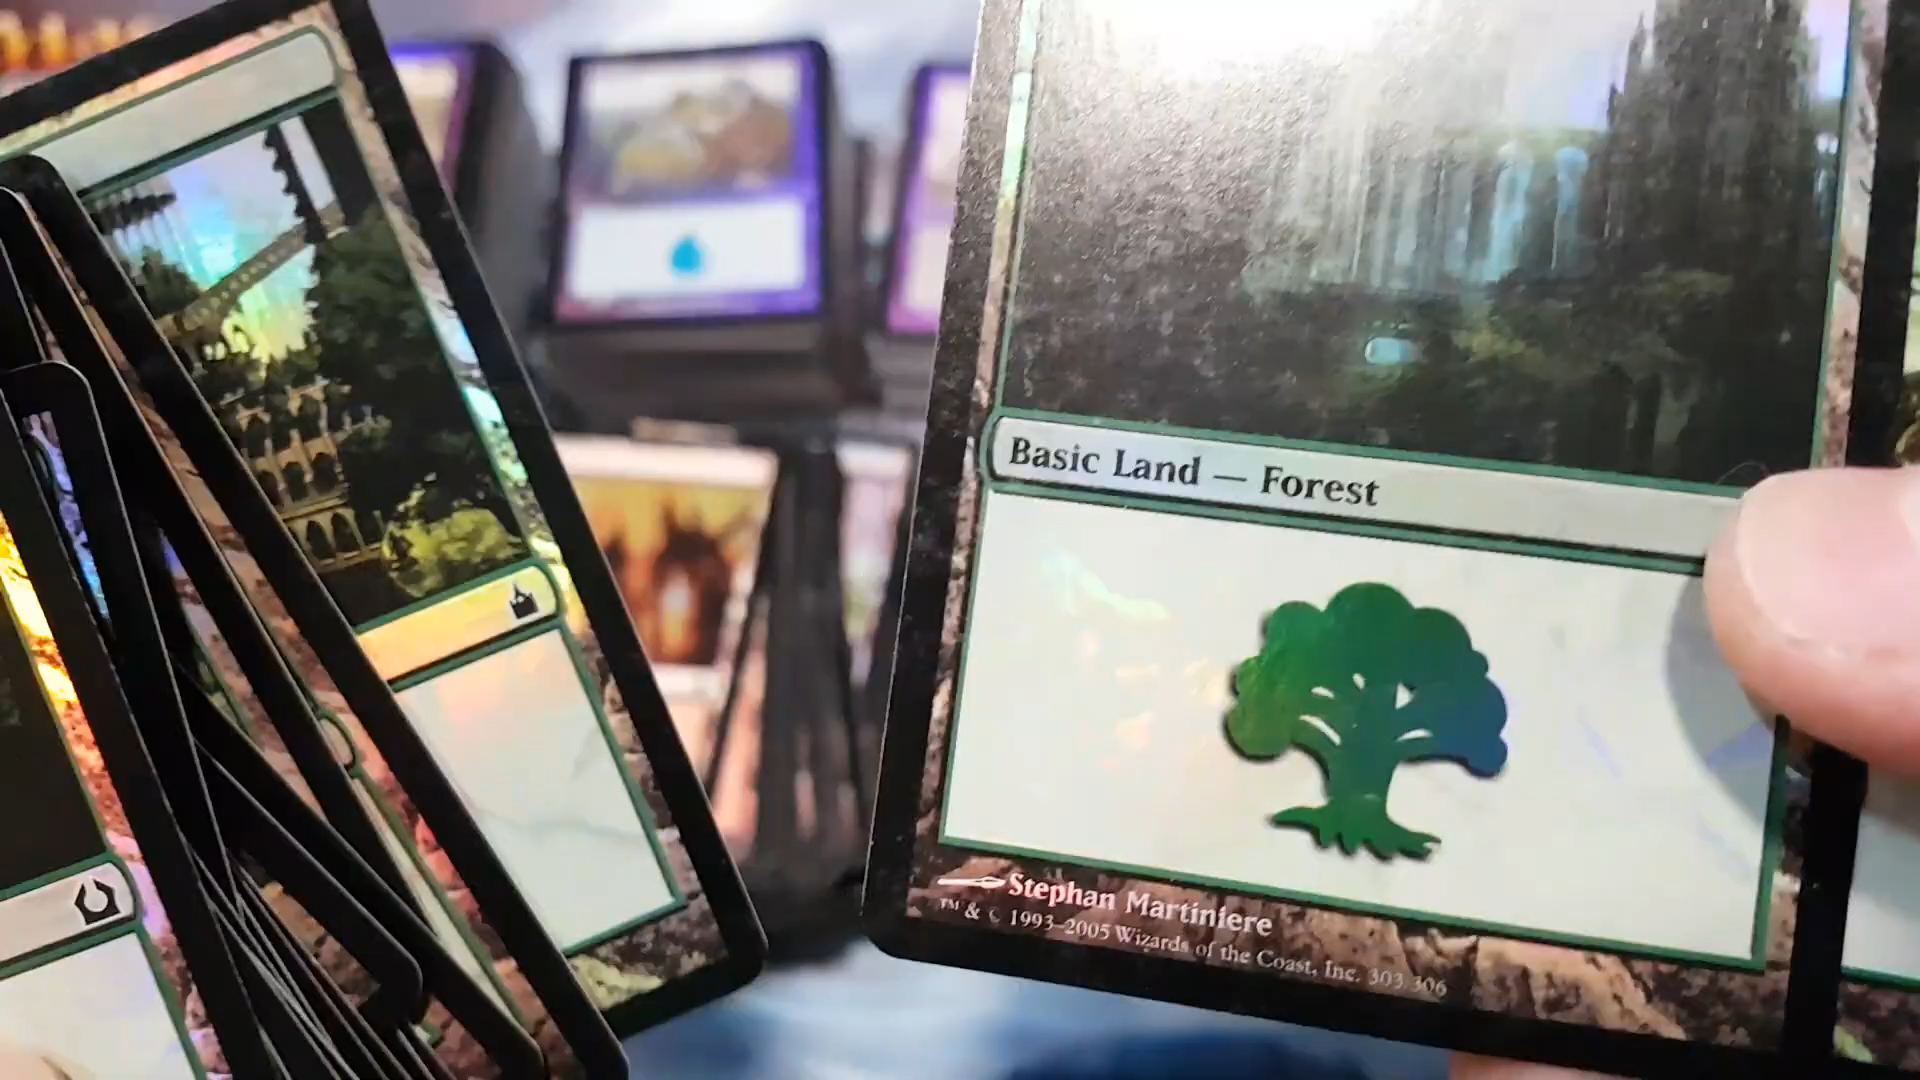 Basic Land — Forest
Stephan Martiniere
™ & © 1993–2005 Wizards of the Coast, Inc. 303/306